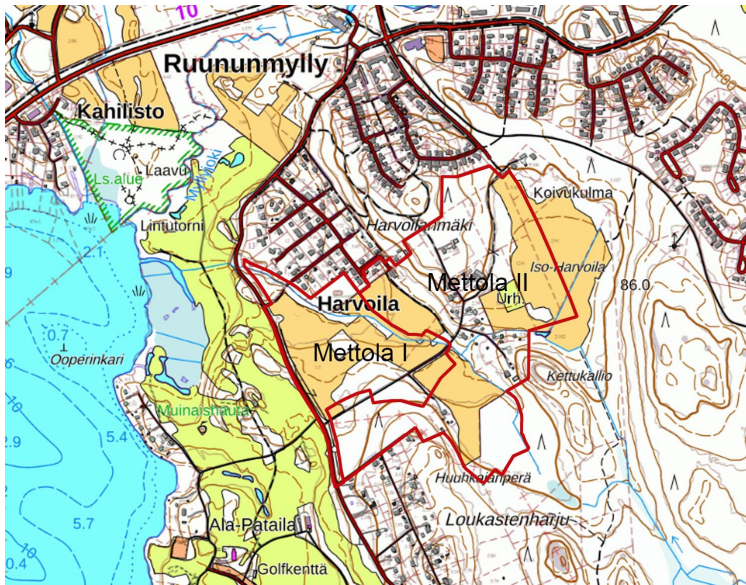 10
Ruununmylly
Kahilisto
Ls.alue
Laavu
Myllyjoki
Lintutorni
2.1
Harvoilanmäki
Koivukulma
Iso-Harvoila
Mettola II
86.0
Urh.
Harvoila
Mettola I
0.7
Ooperinkari
Kettukallio
Muinaishauta
5.4
2.9
Huuhkajanperä
5.7
Ala-Pataila
Loukastenharju
0.4
10
Golfkenttä